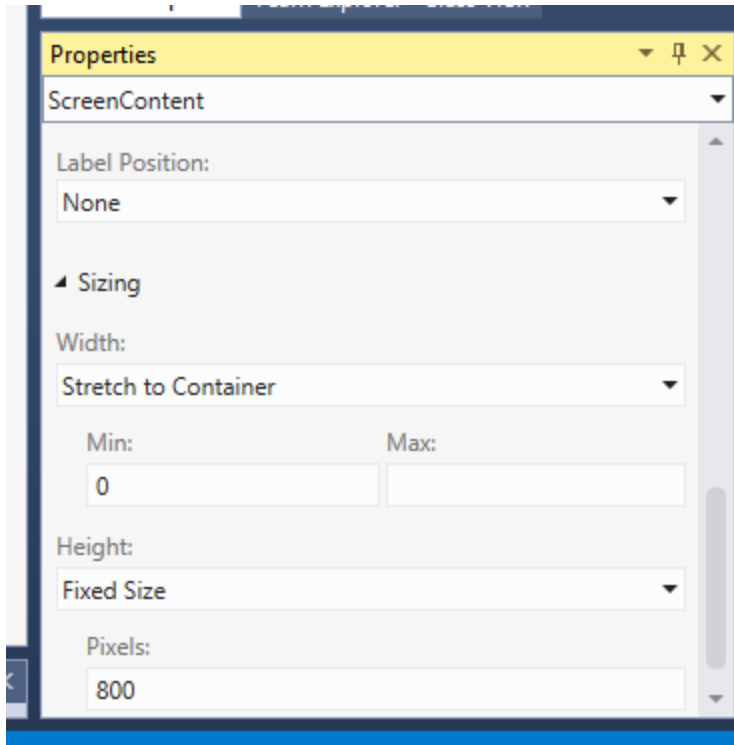 Properties
ScreenContent
Label Position:
None
Sizing
Width:
Stretch to Container
Min: Max:
0
Height:
Fixed Size
Pixels:
800